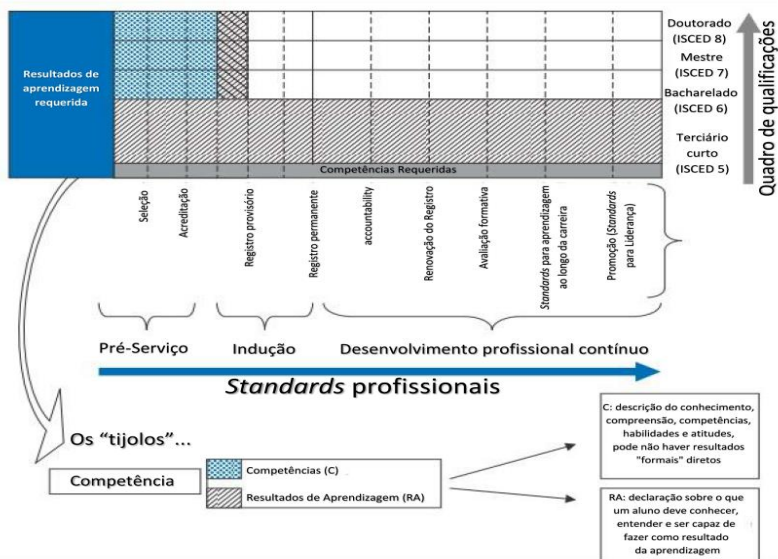 Resultados de
aprendizagem
requerida
Doutorado
(ISCED 8)
Mestre
(ISCED 7)
Bacharelado
(ISCED 6)
Terciário
curto
(ISCED 5)
Quadro de qualificações
Competências Requeridas
Seleção
Acreditação
Registro provisório
Registro permanente
accountability
Renovação do Registro
Avaliação formativa
Standards para aprendizagem
ao longo da carreira
Promoção (Standards
para Liderança)
Pré-Serviço
Indução
Desenvolvimento profissional contínuo
Standards profissionais
Os “tijolos”...
Competência
Competências (C)
Resultados de Aprendizagem (RA)
C: descrição do conhecimento,
compreensão, competências,
habilidades e atitudes,
pode não haver resultados
"formais" diretos
RA: declaração sobre o que
um aluno deve conhecer,
entender e ser capaz de
fazer como resultado
da aprendizagem